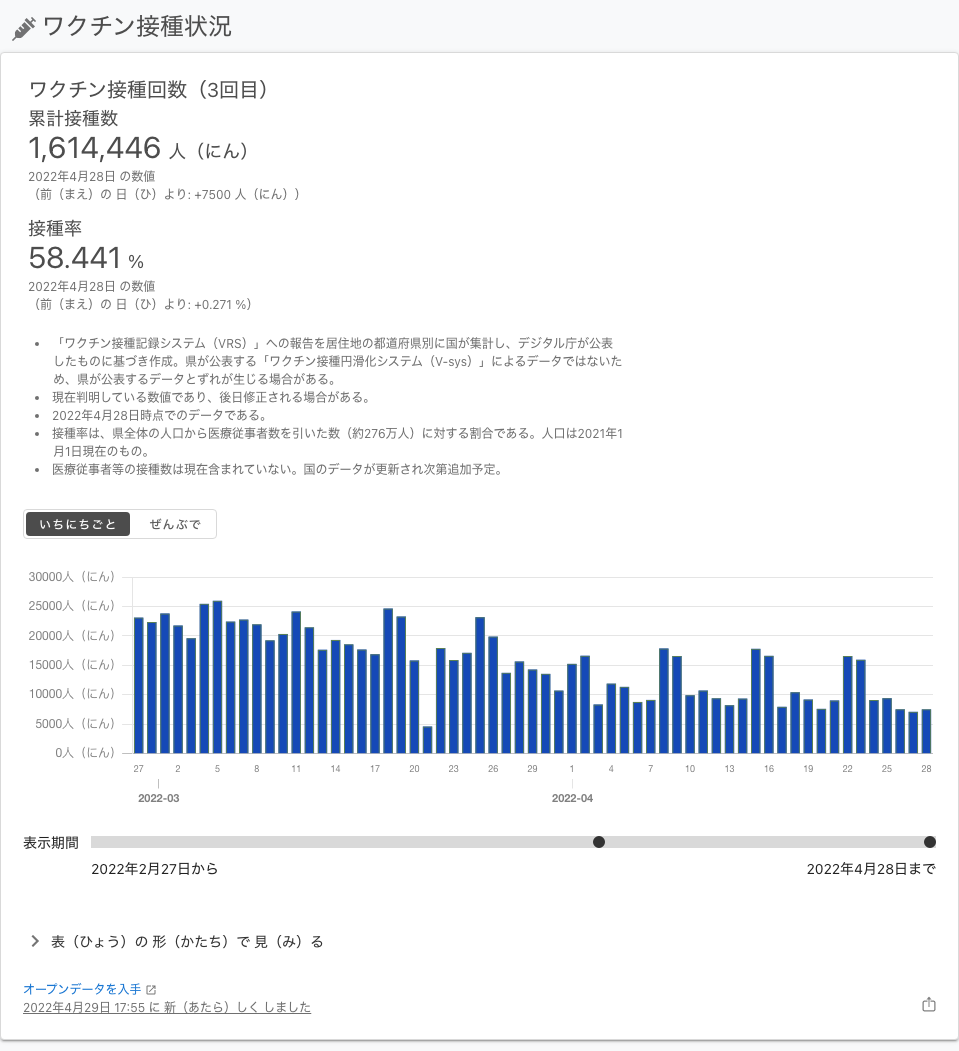 ワクチン接種状況
ワクチン接種回数（3回目）
累計接種数
1,614,446 人（にん）
2022年4月28日 の数値
（前（まえ）の 日（ひ）より: +7500 人（にん））
接種率
58.441 %
2022年4月28日 の数値
（前（まえ）の 日（ひ）より: +0.271 %）
• 「ワクチン接種記録システム（VRS）」への報告を居住地の都道府県別に国が集計し、デジタル庁が公表
したものに基づき作成。県が公表する「ワクチン接種円滑化システム（V-sys）」によるデータではないた
め、県が公表するデータとずれが生じる場合がある。
• 現在判明している数値であり、後日修正される場合がある。
• 2022年4月28日時点でのデータである。
• 接種率は、県全体の人口から医療従事者数を引いた数（約276万人）に対する割合である。人口は2021年1
月1日現在のもの。
• 医療従事者等の接種数は現在含まれていない。国のデータが更新され次第追加予定。
いちにちごと ぜんぶで
30000人（にん）
25000人（にん）
20000人（にん）
15000人（にん）
10000人（にん）
5000人（にん）
0人（にん）
27 2 5 8 11 14 17 20 23 26 29 1 4 7 10 13 16 19 22 25 28
2022-03 2022-04
表示期間
2022年2月27日から 2022年4月28日まで
表（ひょう）の 形（かたち）で 見（み）る
オープンデータを入手
2022年4月29日 17:55 に 新（あたら）しく しました